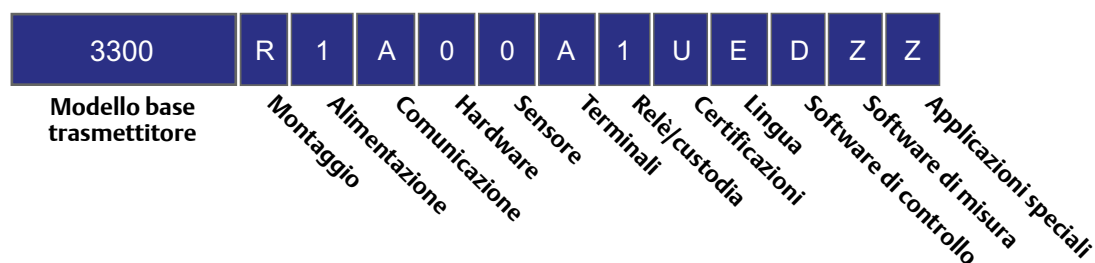 3300 R 1 A 0 0 A 1 U E D Z Z
Modello base
trasmettitore
Montaggio
Alimentazione
Comunicazione
Hardware
Sensore
Terminali
Relè/custodia
Certificazioni
Lingua
Software di controllo
Software di misura
Applicazioni speciali